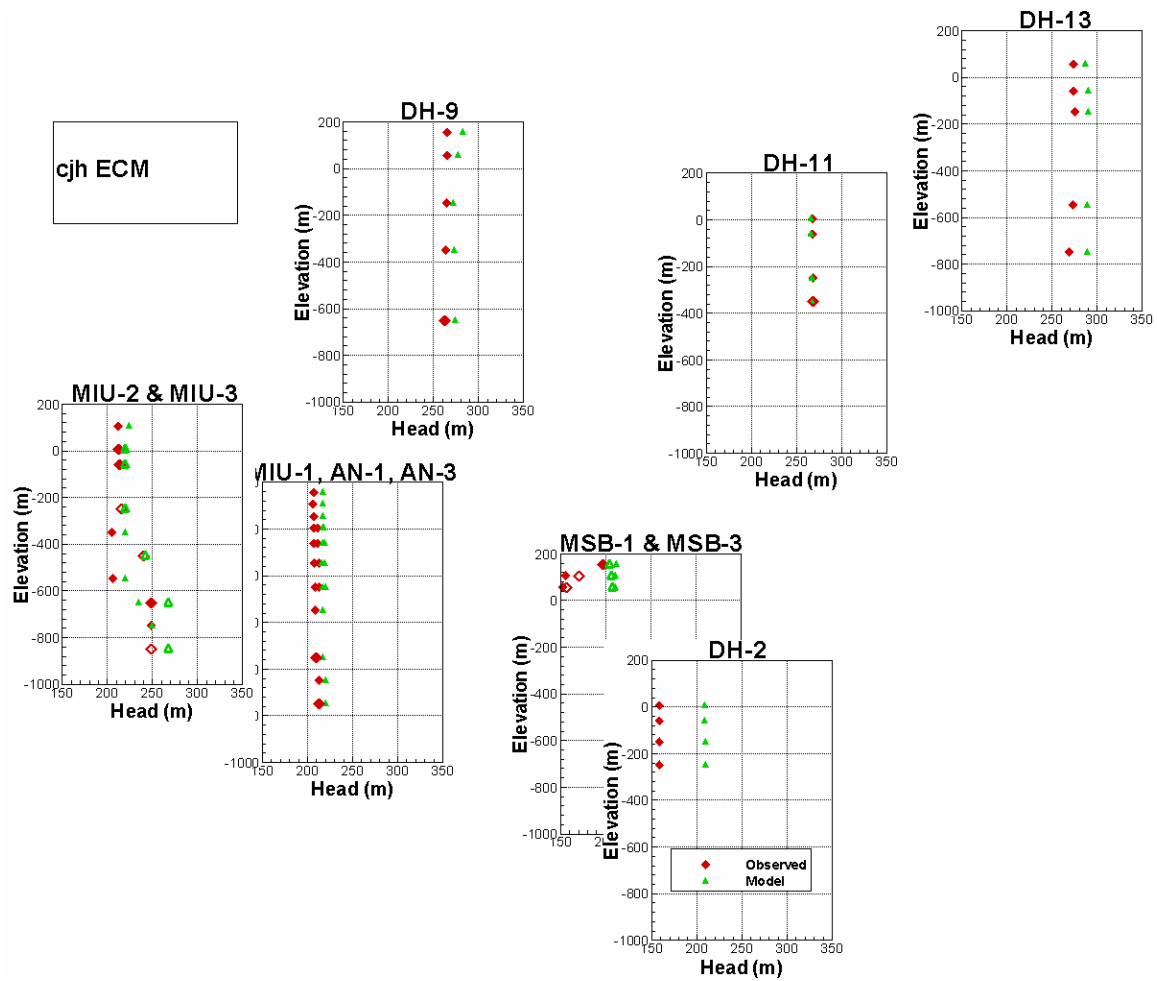 DH-13
200
0
-200
-400
-600
-800
-1000
150 200 250 300 350
Elevation (m)
Head (m)
DH-9
200
0
-200
-400
-600
-800
-1000
150 200 250 300 350
Elevation (m)
Head (m)
cjh ECM
DH-11
200
0
-200
-400
-600
-800
-1000
150 200 250 300 350
Elevation (m)
Head (m)
MIU-2 & MIU-3
200
0
-200
-400
-600
-800
-1000
150 200 250 300 350
Elevation (m)
Head (m)
MIU-1, AN-1, AN-3
-1000
150 200 250 300 350
Head (m)
MSB-1 & MSB-3
200
0
-200
-400
-600
-800
-1000
150
Elevation (m)
DH-2
200
0
-200
-400
-600
-800
-1000
150 200 250 300 350
Elevation (m)
Head (m)
Observed
Model